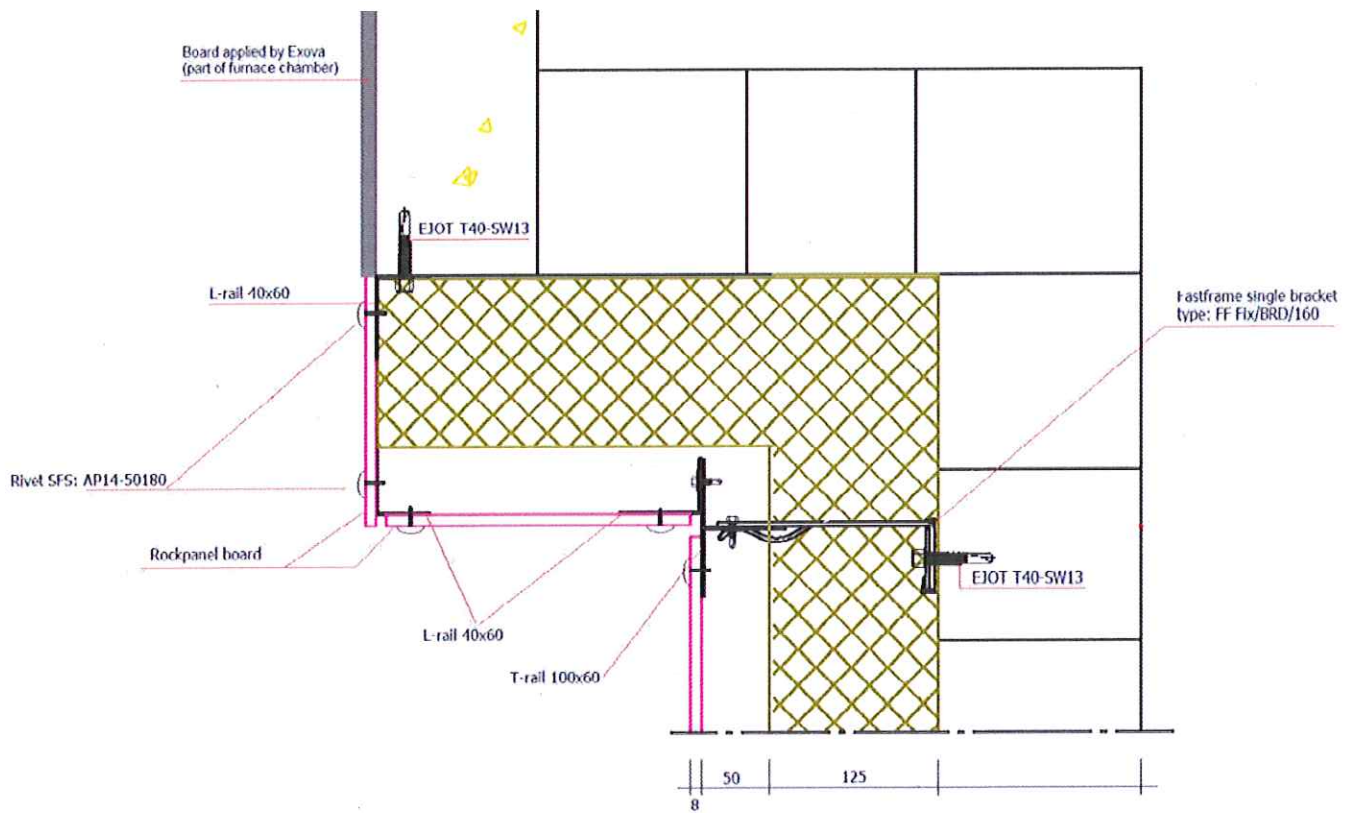 Board applied by Exova
(part of furnace chamber)
EJOT T40-SW13
L-rail 40x60
Fastframe single bracket
type: FF Fix/BRD/160
Rivet SFS: AP14-50180
Rockpanel board
EJOT T40-SW13
L-rail 40x60
T-rail 100x60
50
125
8